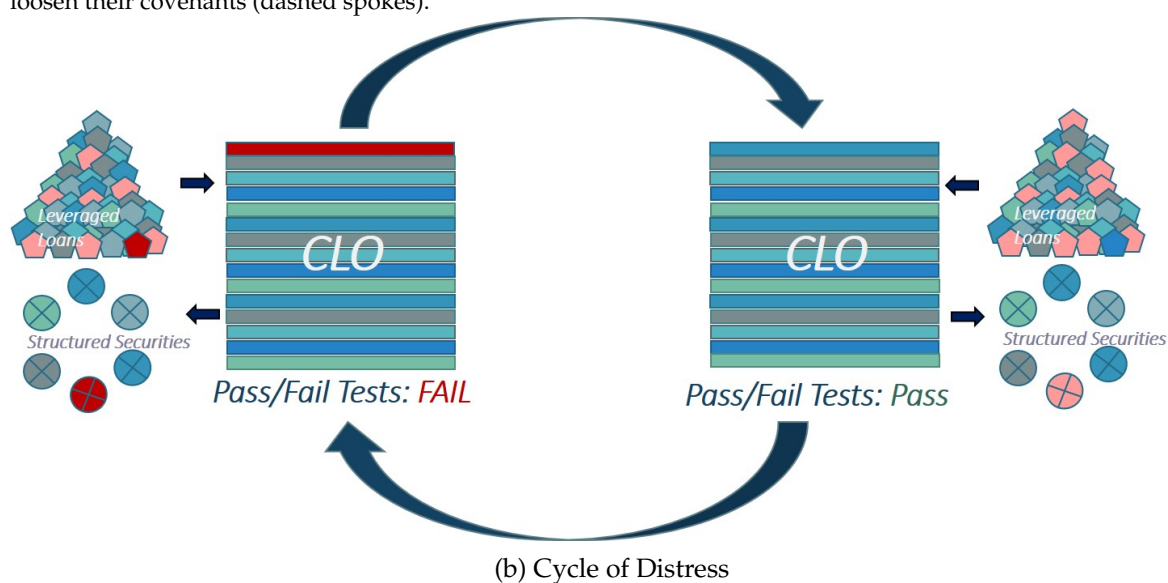 loosen their covenants (dashed spokes).
Leveraged
Loans
CLO
Structured Securities
Pass/Fail Tests: FAIL
Leveraged
Loans
CLO
Structured Securities
Pass/Fail Tests: Pass
(b) Cycle of Distress